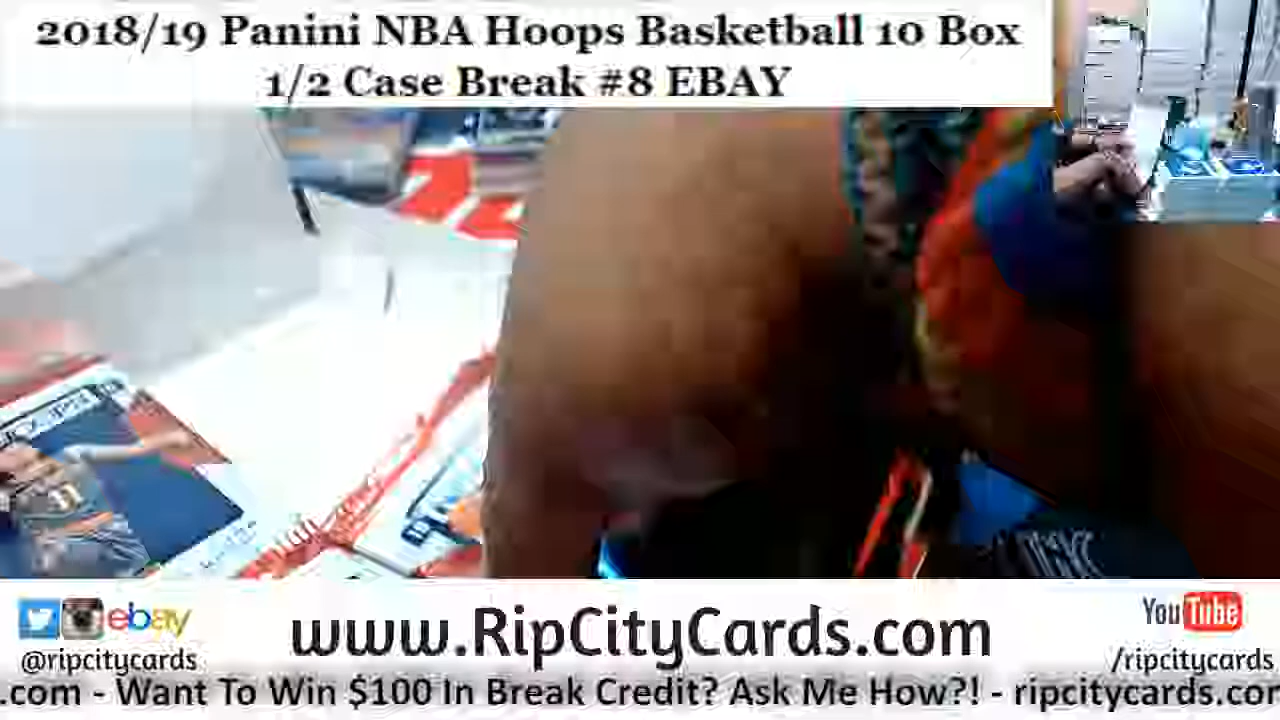 2018/19 Panini NBA Hoops Basketball 10 Box
1/2 Case Break #8 EBAY
11
ebay
@ripcitycards
www.RipCityCards.com
YouTube
/ripcitycards
.com - Want To Win $100 In Break Credit? Ask Me How?! - ripcitycards.cor